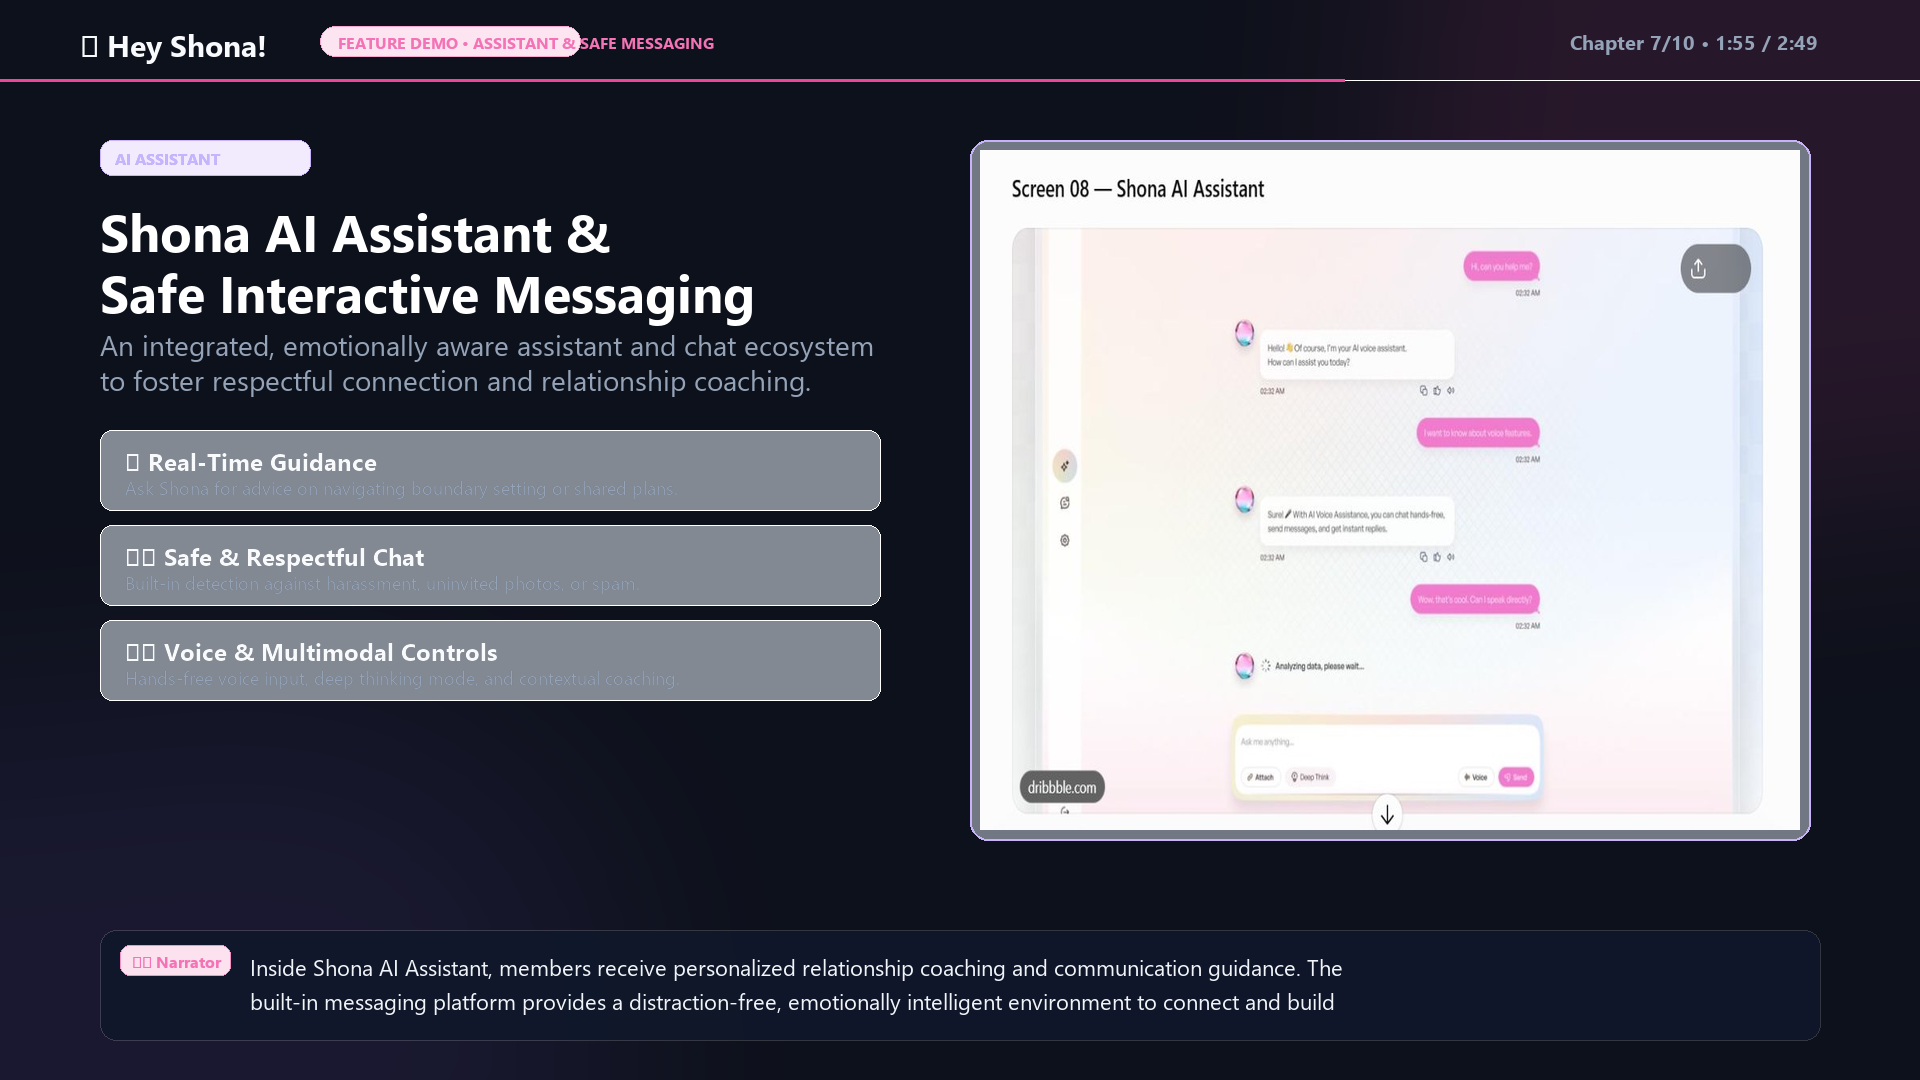 Hey Shona!
FEATURE DEMO • ASSISTANT & SAFE MESSAGING
Chapter 7/10 • 1:55 / 2:49
AI ASSISTANT
Shona AI Assistant &
Safe Interactive Messaging
An integrated, emotionally aware assistant and chat ecosystem
to foster respectful connection and relationship coaching.
Real-Time Guidance
Ask Shona for advice on navigating boundary setting or shared plans.
Safe & Respectful Chat
Built-in detection against harassment, uninvited photos, or spam.
Voice & Multimodal Controls
Hands-free voice input, deep thinking mode, and contextual coaching.
Screen 08 — Shona AI Assistant
Hi, can you help me?
02:32 AM
Hello! 👋 Of course, I'm your AI voice assistant.
How can I assist you today?
02:32 AM
I want to know about voice features.
02:32 AM
Sure! 🎤 With AI Voice Assistance, you can chat hands-free,
send messages, and get instant replies.
02:32 AM
Wow, that's cool. Can I speak directly?
02:32 AM
Analyzing data, please wait...
Ask me anything...
Attach
Deep Think
Voice
Send
dribbble.com
Narrator
Inside Shona AI Assistant, members receive personalized relationship coaching and communication guidance. The
built-in messaging platform provides a distraction-free, emotionally intelligent environment to connect and build